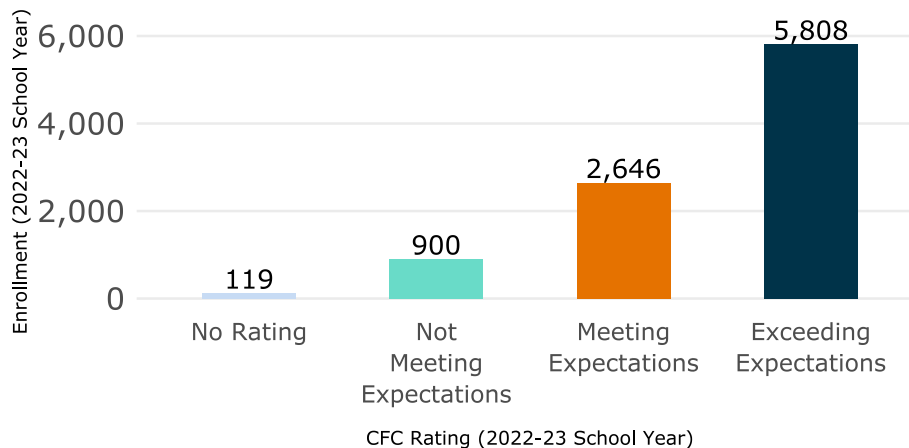 Enrollment (2022-23 School Year)
6,000
4,000
2,000
0
119
900
2,646
5,808
No Rating
Not
Meeting
Expectations
Meeting
Expectations
Exceeding
Expectations
CFC Rating (2022-23 School Year)